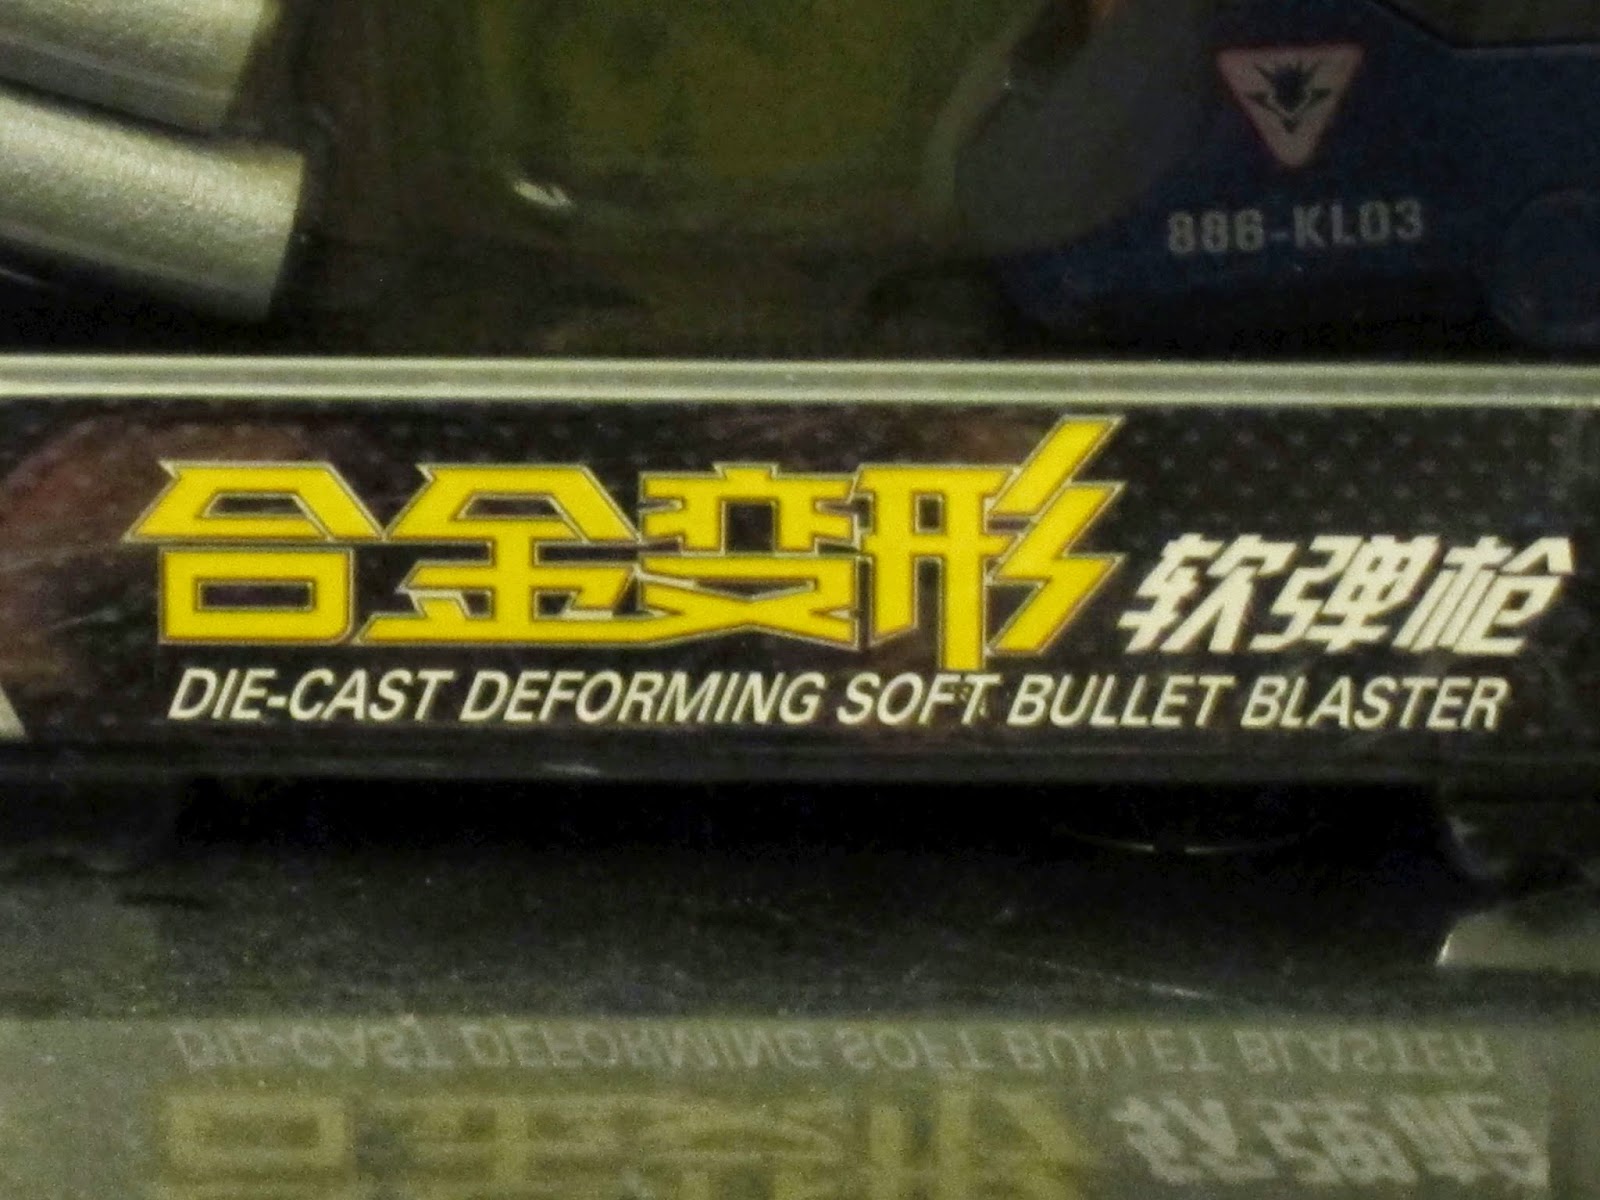 886-KL03
合金变形 软弹枪
DIE-CAST DEFORMING SOFT BULLET BLASTER